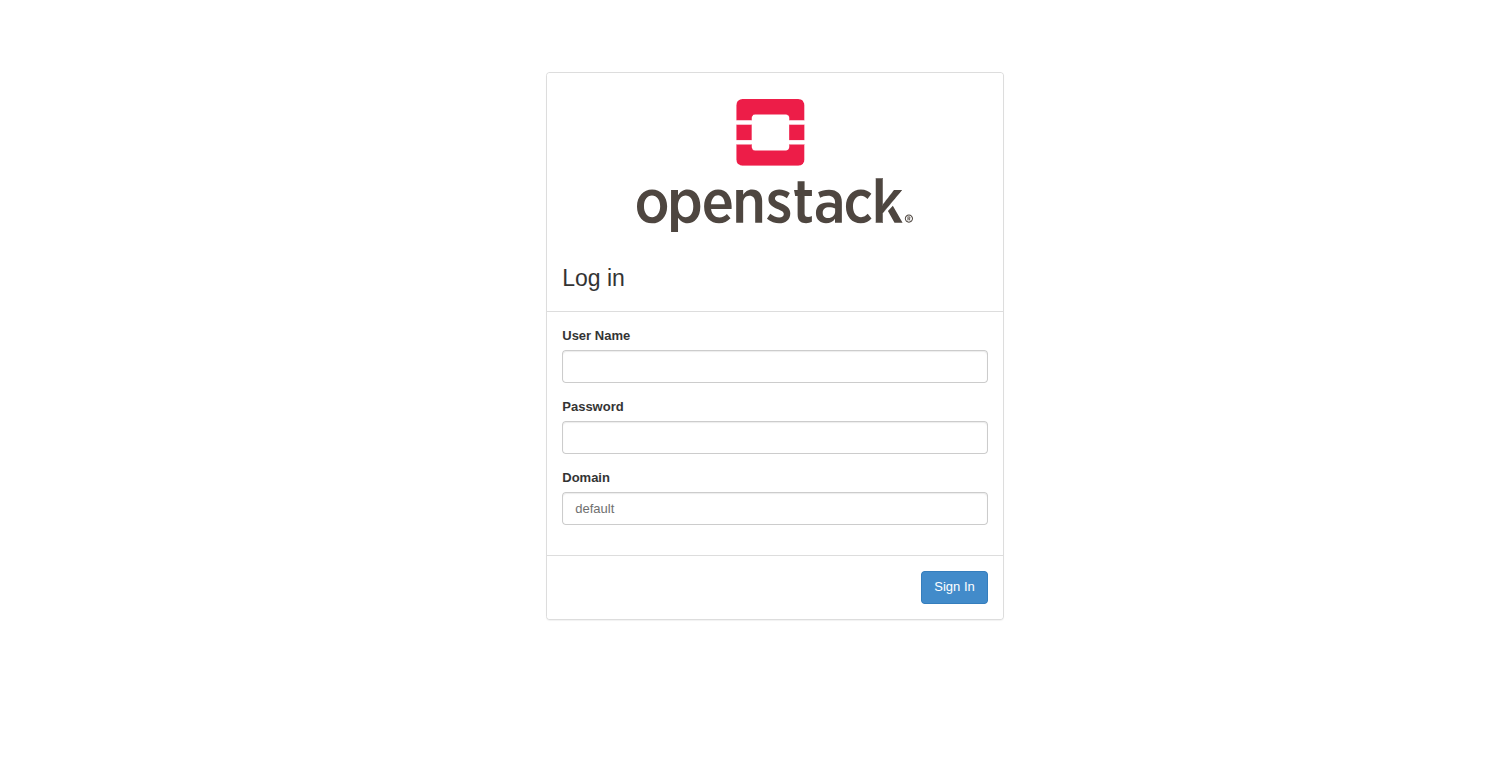 openstack®
Log in
User Name
Password
Domain
default
Sign In